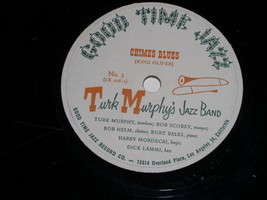 GOOD TIME JAZZ
CHIMES BLUES
(KING OLIVER)
No. 3
Turk Murphy's JAZZ BAND
TURK MURPHY, trombone; BOB SCOBEY, trumpet;
BOB HELM, clarinet; BURT BALES, piano;
HARRY MORDECAI, banjo;
DICK LAMMI, bass
GOOD TIME JAZZ RECORD CO. — Overland Place, Los Angeles 34, California